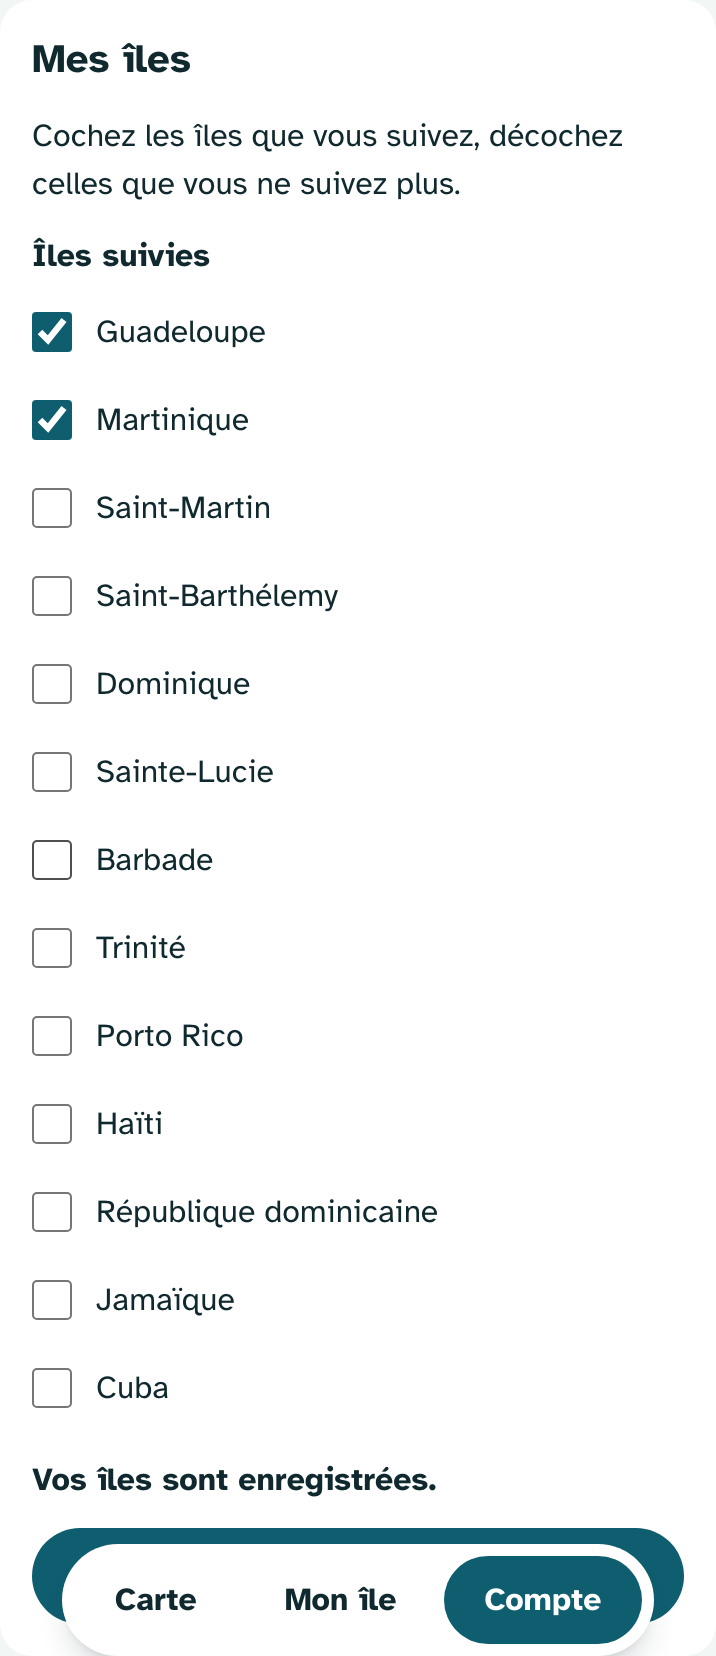 Mes îles
Cochez les îles que vous suivez, décochez
celles que vous ne suivez plus.
Îles suivies
Guadeloupe
Martinique
Saint-Martin
Saint-Barthélemy
Dominique
Sainte-Lucie
Barbade
Trinité
Porto Rico
Haïti
République dominicaine
Jamaïque
Cuba
Vos îles sont enregistrées.
Carte
Mon île
Compte